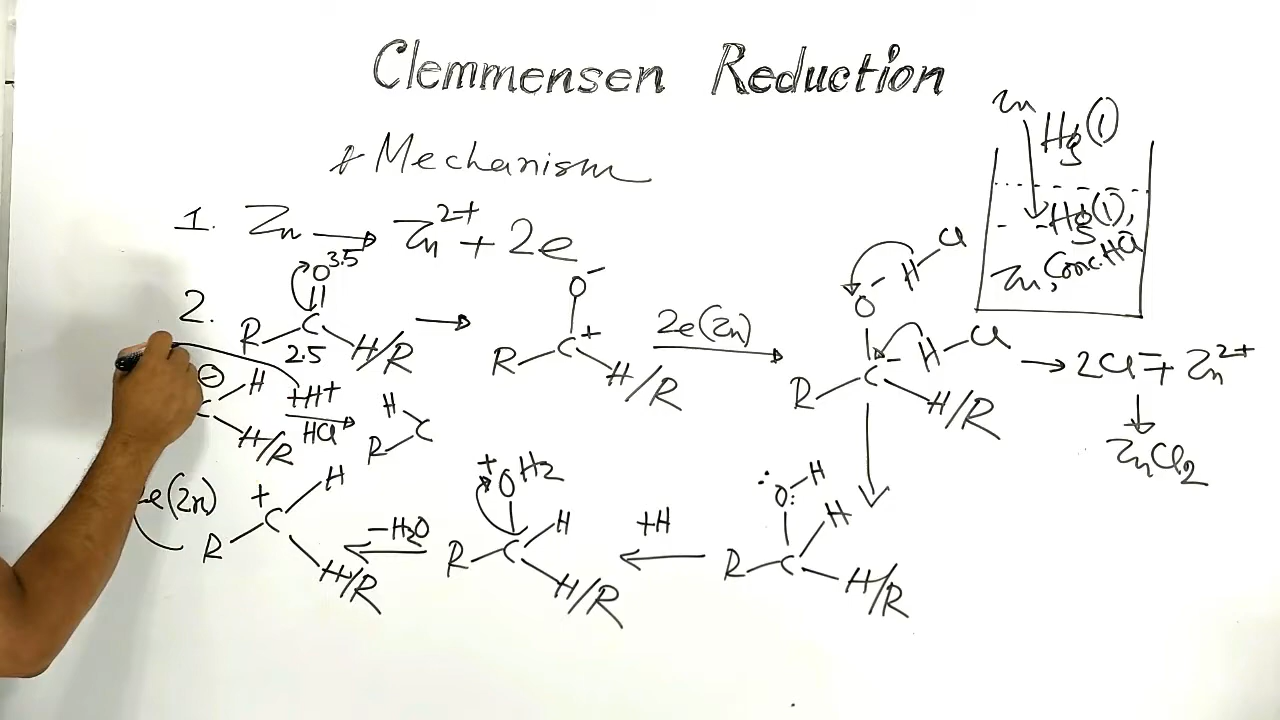 Clemmensen Reduction
* Mechanism
1. Zn → Zn²⁺ + 2e
Zn
Hg(l)
Hg(l),
Zn, Conc. HCl
2.
O 3.5
R C H/R
2.5
→
O⁻
R C⁺ H/R
2e(Zn)
→
O⁻ H Cl
R C⁻ H/R
H Cl
→ 2Cl⁻ + Zn²⁺
↓
ZnCl₂
:O: H
R C H
H/R
+H
←
⁺OH₂
R C H
H/R
-H₂O
←
R C⁺ H
H/R
e(Zn)
⊖ H
C H/R
+H⁺
HCl
→
H
R C